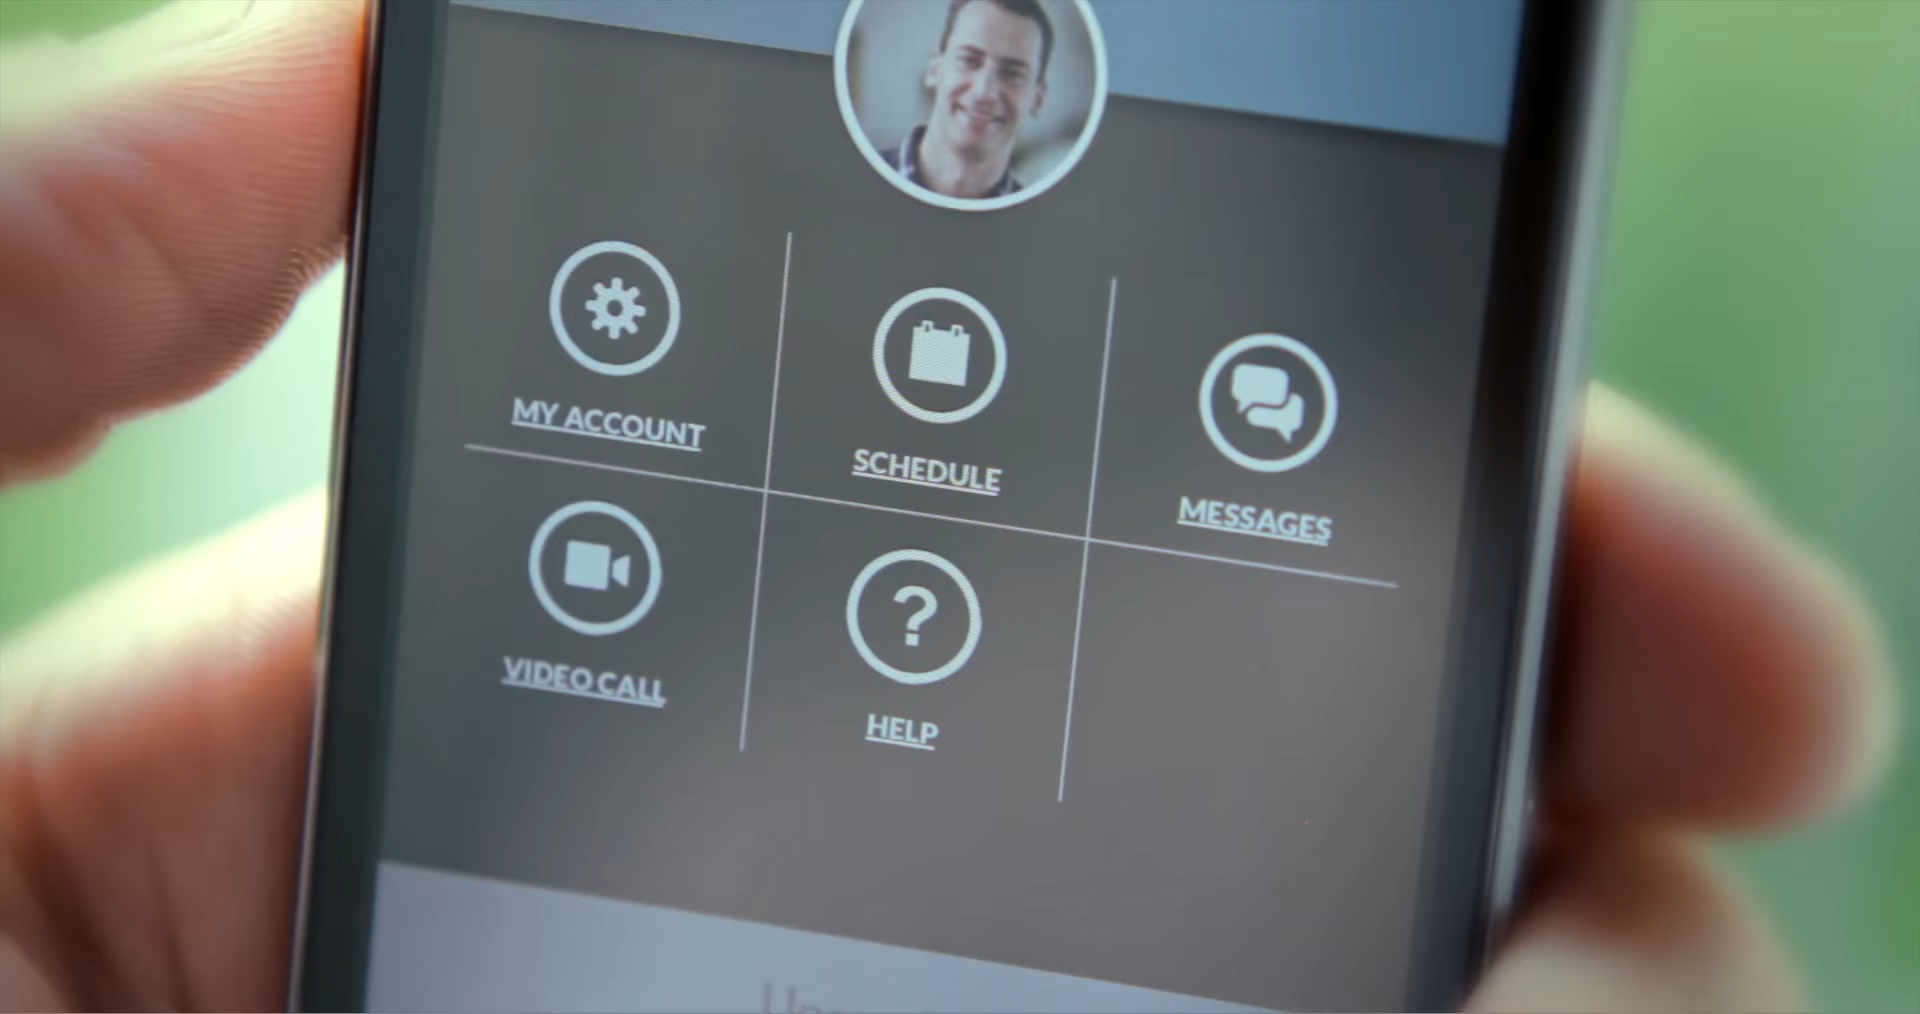 MY ACCOUNT
SCHEDULE
MESSAGES
VIDEO CALL
HELP